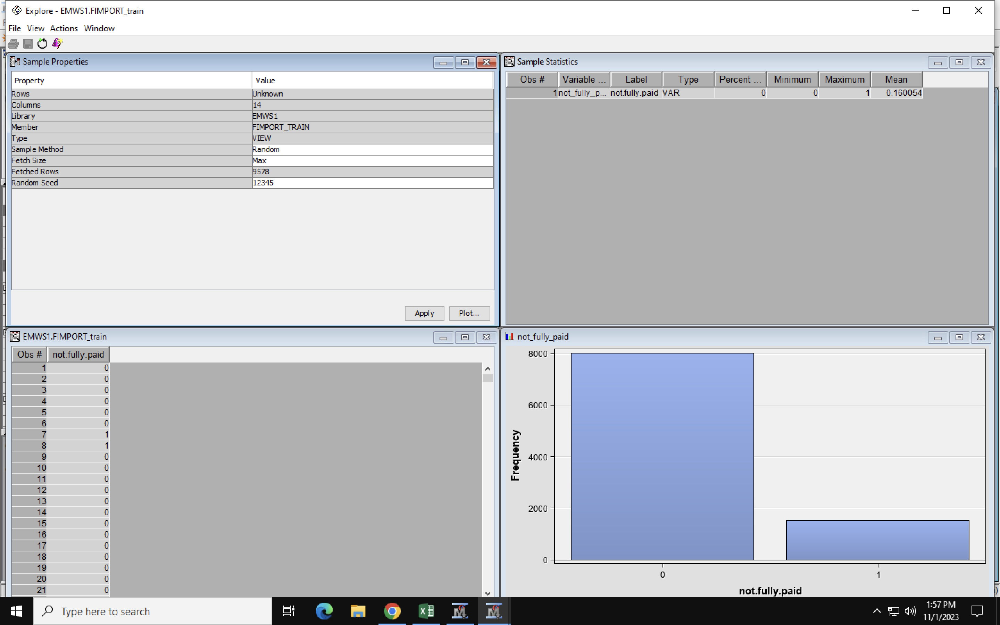 Explore - EMWS1.FIMPORT_train
File View Actions Window
Sample Properties
Property Value
Rows Unknown
Columns 14
Library EMWS1
Member FIMPORT_TRAIN
Type VIEW
Sample Method Random
Fetch Size Max
Fetched Rows 9578
Random Seed 12345
Apply Plot...
Sample Statistics
Obs # Variable ... Label Type Percent ... Minimum Maximum Mean
1 not_fully_p... not.fully.paid VAR 0 0 1 0.160054
EMWS1.FIMPORT_train
Obs # not.fully.paid
1 0
2 0
3 0
4 0
5 0
6 0
7 1
8 1
9 0
10 0
11 0
12 0
13 0
14 0
15 0
16 0
17 0
18 0
19 0
20 0
21 0
not_fully_paid
8000
6000
4000
2000
0
Frequency
0 1
not.fully.paid
Type here to search
1:57 PM
11/1/2023